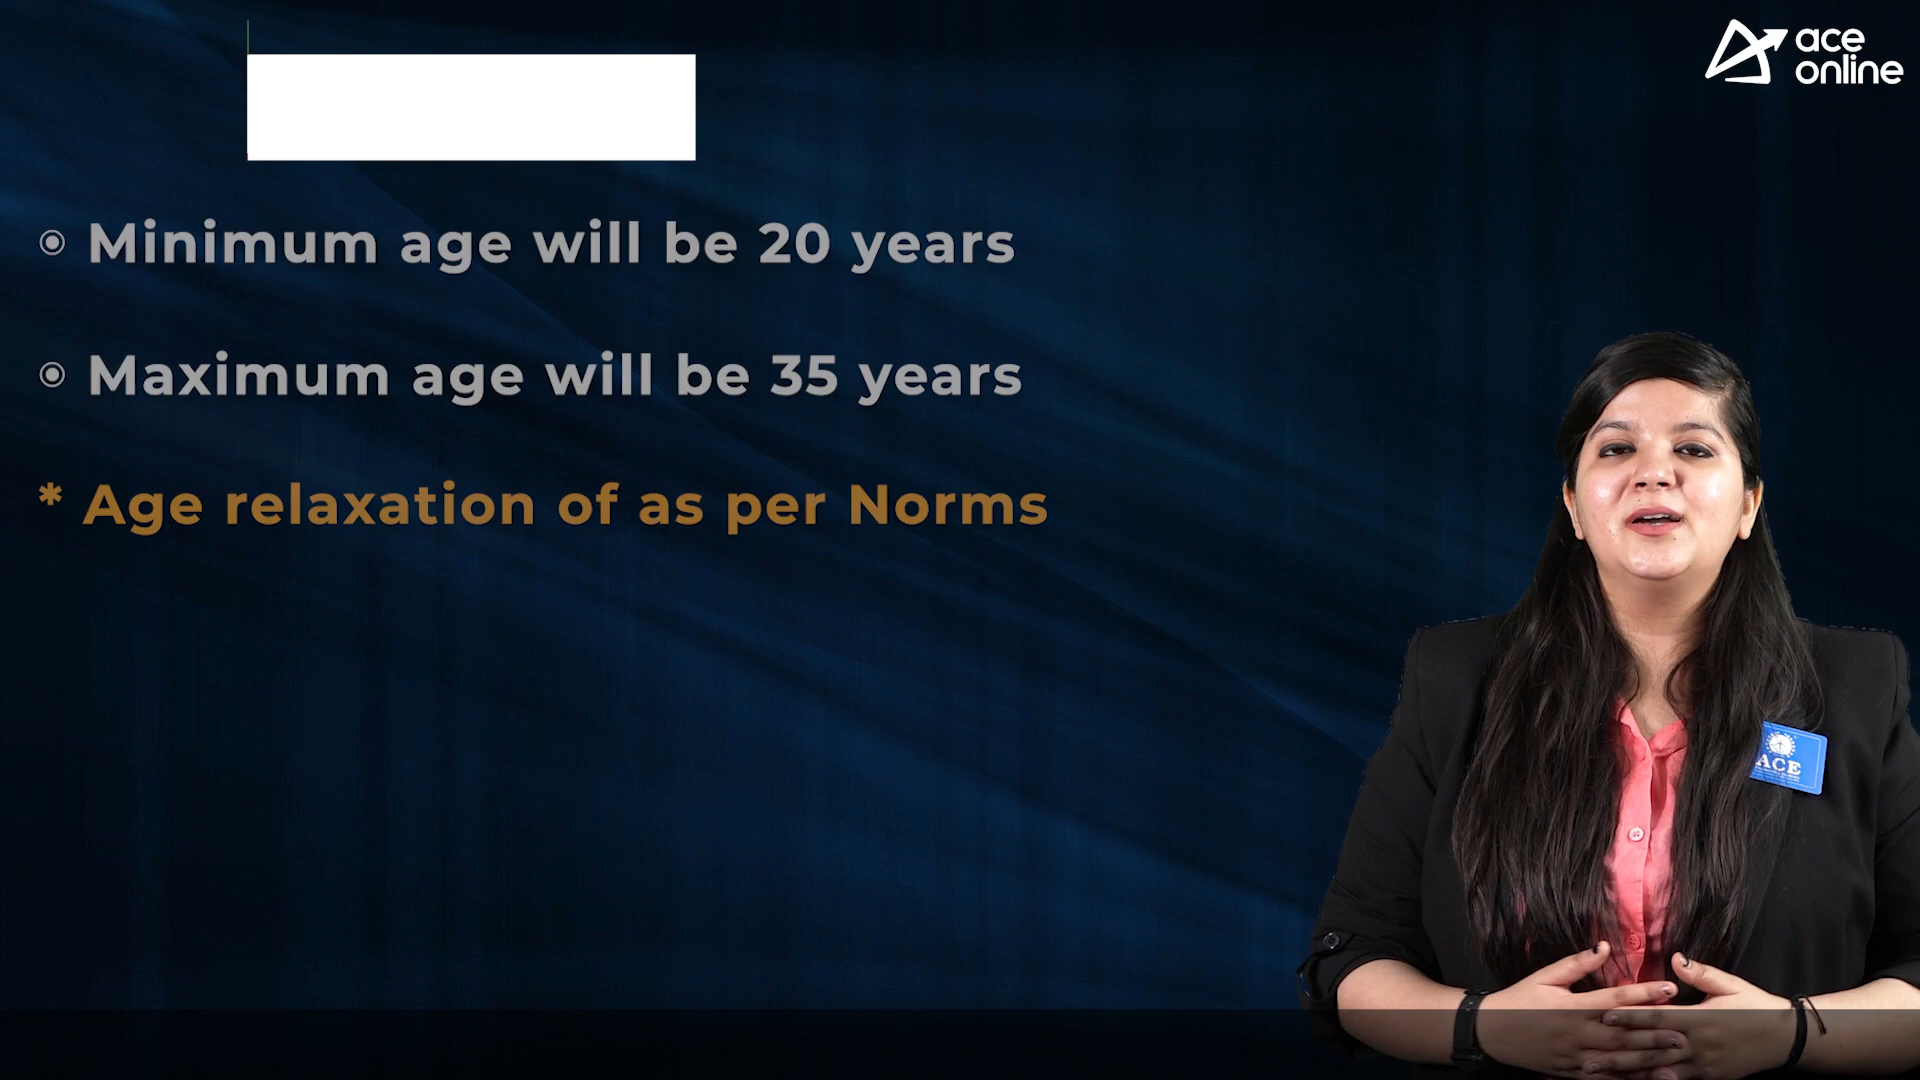 ace
online
Minimum age will be 20 years
Maximum age will be 35 years
* Age relaxation of as per Norms
ACE